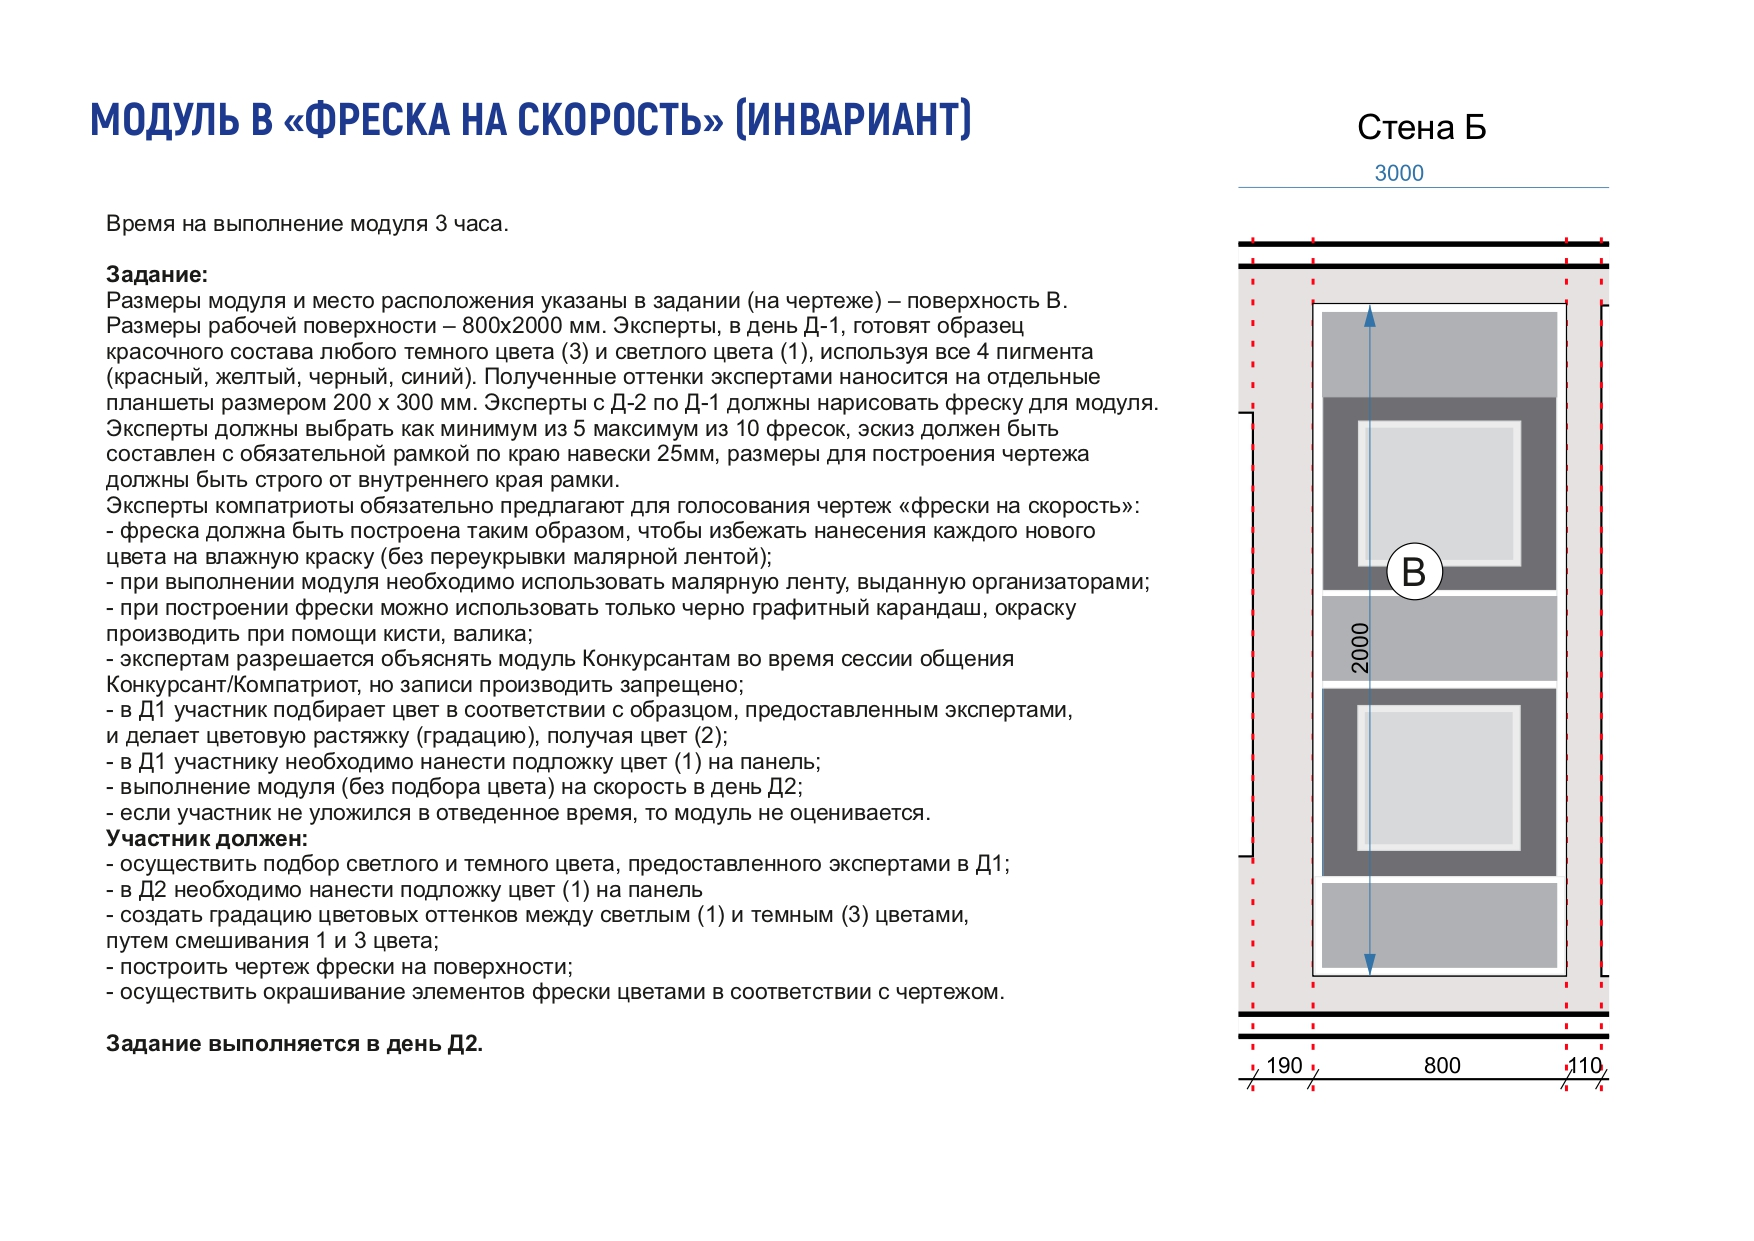 МОДУЛЬ В «ФРЕСКА НА СКОРОСТЬ» (ИНВАРИАНТ)
Время на выполнение модуля 3 часа.
Задание:
Размеры модуля и место расположения указаны в задании (на чертеже) – поверхность В.
Размеры рабочей поверхности – 800х2000 мм. Эксперты, в день Д-1, готовят образец
красочного состава любого темного цвета (3) и светлого цвета (1), используя все 4 пигмента
(красный, желтый, черный, синий). Полученные оттенки экспертами наносится на отдельные
планшеты размером 200 х 300 мм. Эксперты с Д-2 по Д-1 должны нарисовать фреску для модуля.
Эксперты должны выбрать как минимум из 5 максимум из 10 фресок, эскиз должен быть
составлен с обязательной рамкой по краю навески 25мм, размеры для построения чертежа
должны быть строго от внутреннего края рамки.
Эксперты компатриоты обязательно предлагают для голосования чертеж «фрески на скорость»:
- фреска должна быть построена таким образом, чтобы избежать нанесения каждого нового
цвета на влажную краску (без переукрывки малярной лентой);
- при выполнении модуля необходимо использовать малярную ленту, выданную организаторами;
- при построении фрески можно использовать только черно графитный карандаш, окраску
производить при помощи кисти, валика;
- экспертам разрешается объяснять модуль Конкурсантам во время сессии общения
Конкурсант/Компатриот, но записи производить запрещено;
- в Д1 участник подбирает цвет в соответствии с образцом, предоставленным экспертами,
и делает цветовую растяжку (градацию), получая цвет (2);
- в Д1 участнику необходимо нанести подложку цвет (1) на панель;
- выполнение модуля (без подбора цвета) на скорость в день Д2;
- если участник не уложился в отведенное время, то модуль не оценивается.
Участник должен:
- осуществить подбор светлого и темного цвета, предоставленного экспертами в Д1;
- в Д2 необходимо нанести подложку цвет (1) на панель
- создать градацию цветовых оттенков между светлым (1) и темным (3) цветами,
путем смешивания 1 и 3 цвета;
- построить чертеж фрески на поверхности;
- осуществить окрашивание элементов фрески цветами в соответствии с чертежом.
Задание выполняется в день Д2.
Стена Б
3000
В
2000
190
800
110